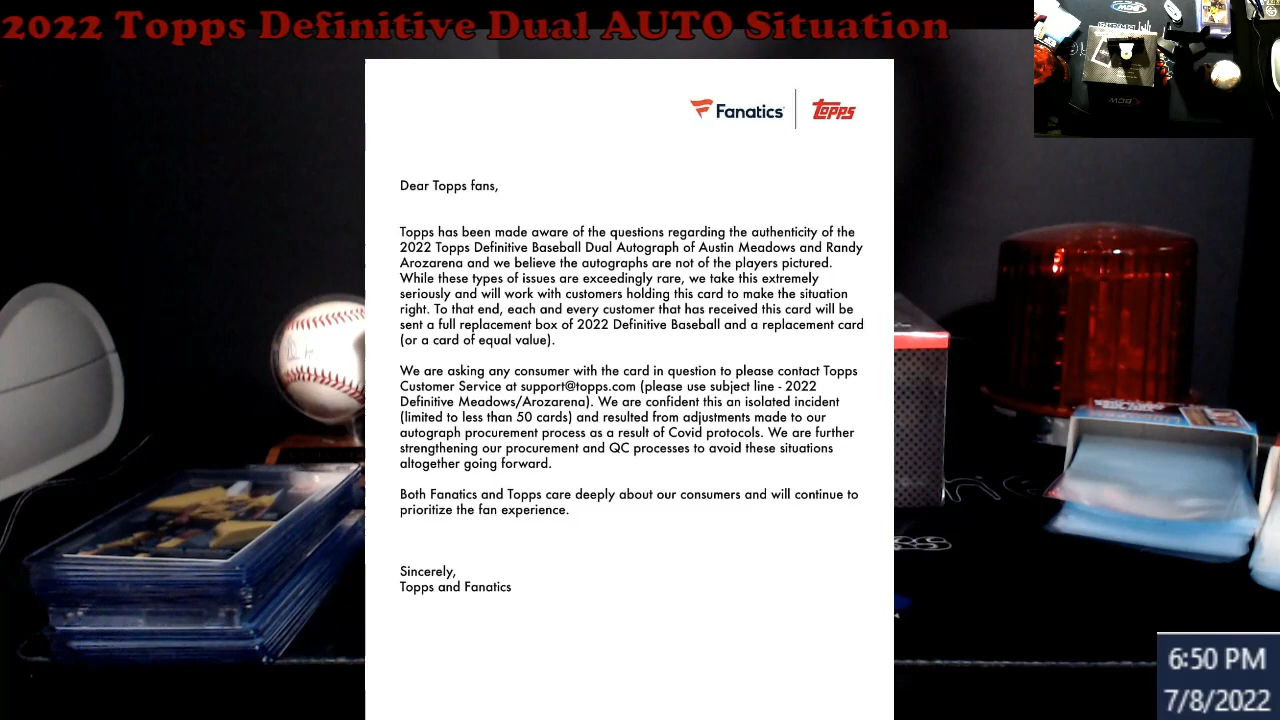 2022 Topps Definitive Dual AUTO Situation
Fanatics
Topps
Dear Topps fans,
Topps has been made aware of the questions regarding the authenticity of the
2022 Topps Definitive Baseball Dual Autograph of Austin Meadows and Randy
Arozarena and we believe the autographs are not of the players pictured.
While these types of issues are exceedingly rare, we take this extremely
seriously and will work with customers holding this card to make the situation
right. To that end, each and every customer that has received this card will be
sent a full replacement box of 2022 Definitive Baseball and a replacement card
(or a card of equal value).
We are asking any consumer with the card in question to please contact Topps
Customer Service at support@topps.com (please use subject line - 2022
Definitive Meadows/Arozarena). We are confident this an isolated incident
(limited to less than 50 cards) and resulted from adjustments made to our
autograph procurement process as a result of Covid protocols. We are further
strengthening our procurement and QC processes to avoid these situations
altogether going forward.
Both Fanatics and Topps care deeply about our consumers and will continue to
prioritize the fan experience.
Sincerely,
Topps and Fanatics
6:50 PM
7/8/2022